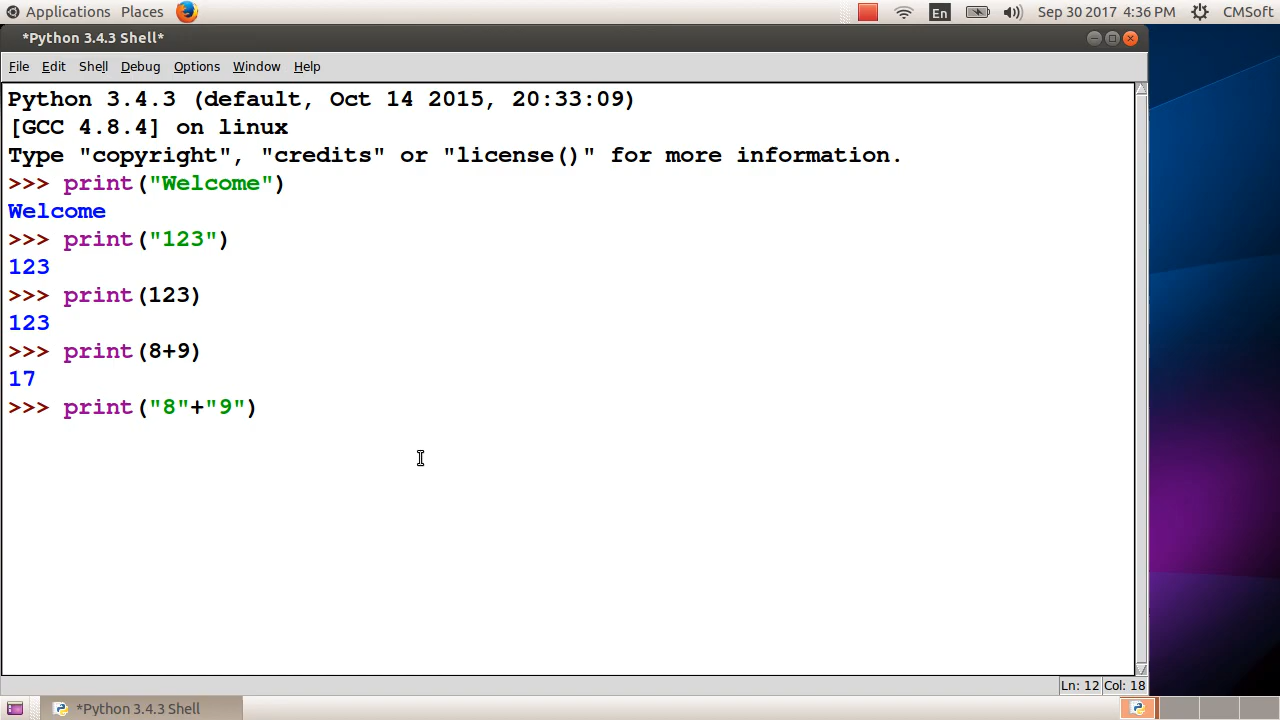 Applications Places En Sep 30 2017 4:36 PM CMSoft
*Python 3.4.3 Shell*
File Edit Shell Debug Options Window Help
Python 3.4.3 (default, Oct 14 2015, 20:33:09)
[GCC 4.8.4] on linux
Type "copyright", "credits" or "license()" for more information.
>>> print("Welcome")
Welcome
>>> print("123")
123
>>> print(123)
123
>>> print(8+9)
17
>>> print("8"+"9")
Ln: 12 Col: 18
*Python 3.4.3 Shell